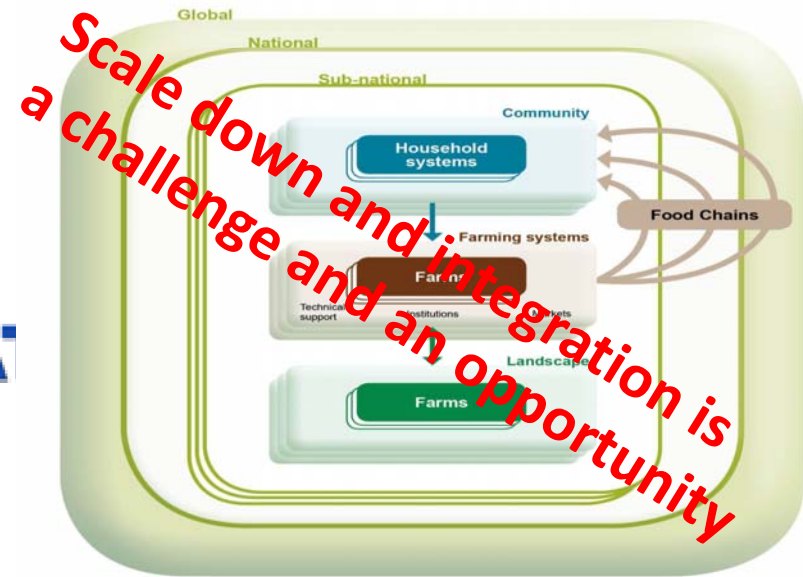 Global
National
Sub-national
Community
Household
systems
Food Chains
Farming systems
Farms
Technical
support
Institutions
Markets
Landscape
Farms
Scale down and integration is
a challenge and an opportunity